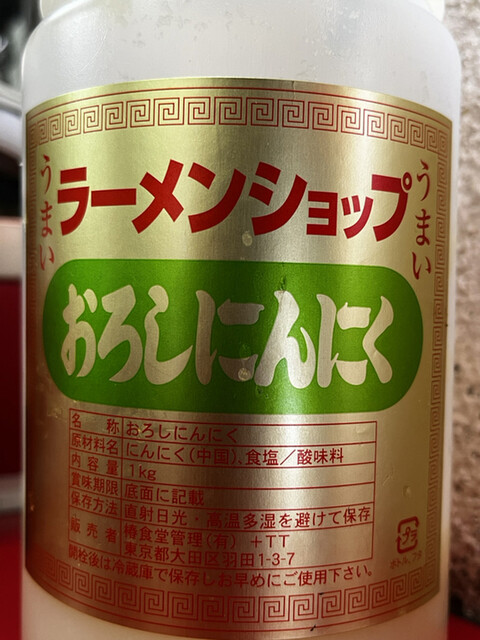 うまい
ラーメンショップ
うまい
おろしにんにく
名称 おろしにんにく
原材料名 にんにく(中国)、食塩／酸味料
内容量 1kg
賞味期限 底面に記載
保存方法 直射日光・高温多湿を避けて保存
販売者 椿食堂管理(有) +TT
東京都大田区羽田1-3-7
開栓後は冷蔵庫で保存しお早めにご使用下さい。
プラ